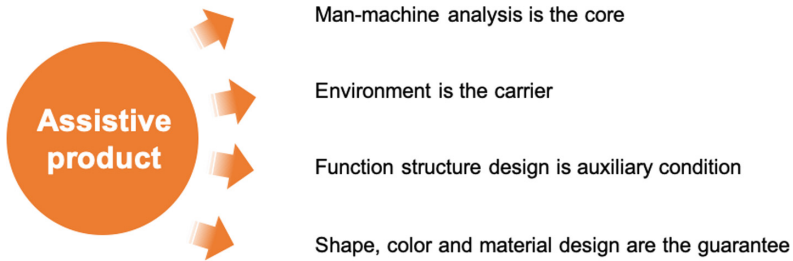 Man-machine analysis is the core
Environment is the carrier
Assistive
product
Function structure design is auxiliary condition
Shape, color and material design are the guarantee